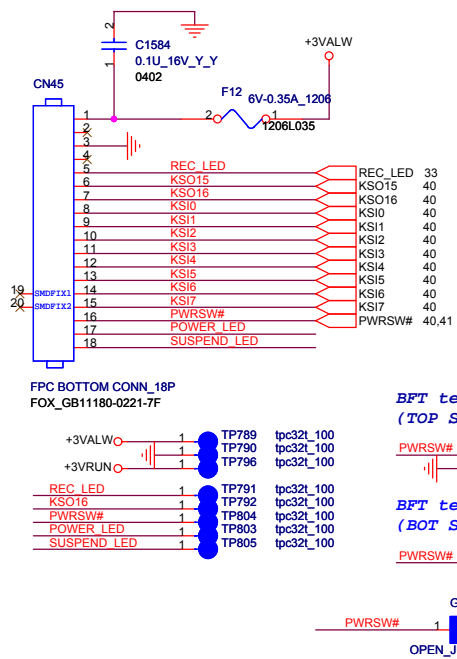 2
C1584
0.1U_16V_Y_Y
0402
1
+3VALW
CN45
F12
6V-0.35A_1206
1 2 1
1206L035
2
3
4
5 REC_LED REC_LED 33
6 KSO15 KSO15 40
7 KSO16 KSO16 40
8 KSI0 KSI0 40
9 KSI1 KSI1 40
10 KSI2 KSI2 40
11 KSI3 KSI3 40
12 KSI4 KSI4 40
13 KSI5 KSI5 40
19 SMDFIX1 14 KSI6 KSI6 40
20 SMDFIX2 15 KSI7 KSI7 40
16 PWRSW# PWRSW# 40,41
17 POWER_LED
18 SUSPEND_LED
FPC BOTTOM CONN_18P
FOX_GB11180-0221-7F
+3VALW 1 TP789 tpc32t_100
1 TP790 tpc32t_100
+3VRUN 1 TP796 tpc32t_100
REC_LED 1 TP791 tpc32t_100
KSO16 1 TP792 tpc32t_100
PWRSW# 1 TP804 tpc32t_100
POWER_LED 1 TP803 tpc32t_100
SUSPEND_LED 1 TP805 tpc32t_100
BFT te
(TOP S
PWRSW#
BFT te
(BOT S
PWRSW#
G
PWRSW# 1
OPEN_J